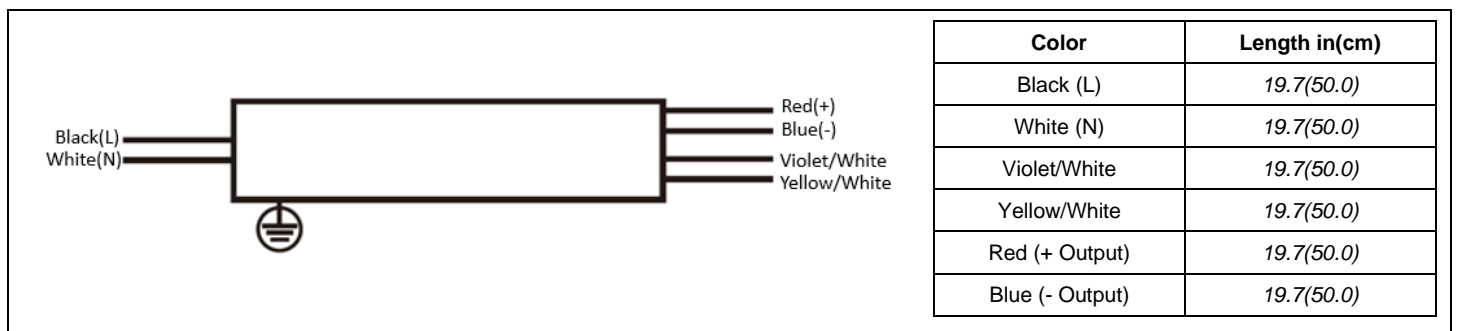 Black(L)
White(N)
Red(+)
Blue(-)
Violet/White
Yellow/White
Color Length in(cm)
Black (L) 19.7(50.0)
White (N) 19.7(50.0)
Violet/White 19.7(50.0)
Yellow/White 19.7(50.0)
Red (+ Output) 19.7(50.0)
Blue (- Output) 19.7(50.0)